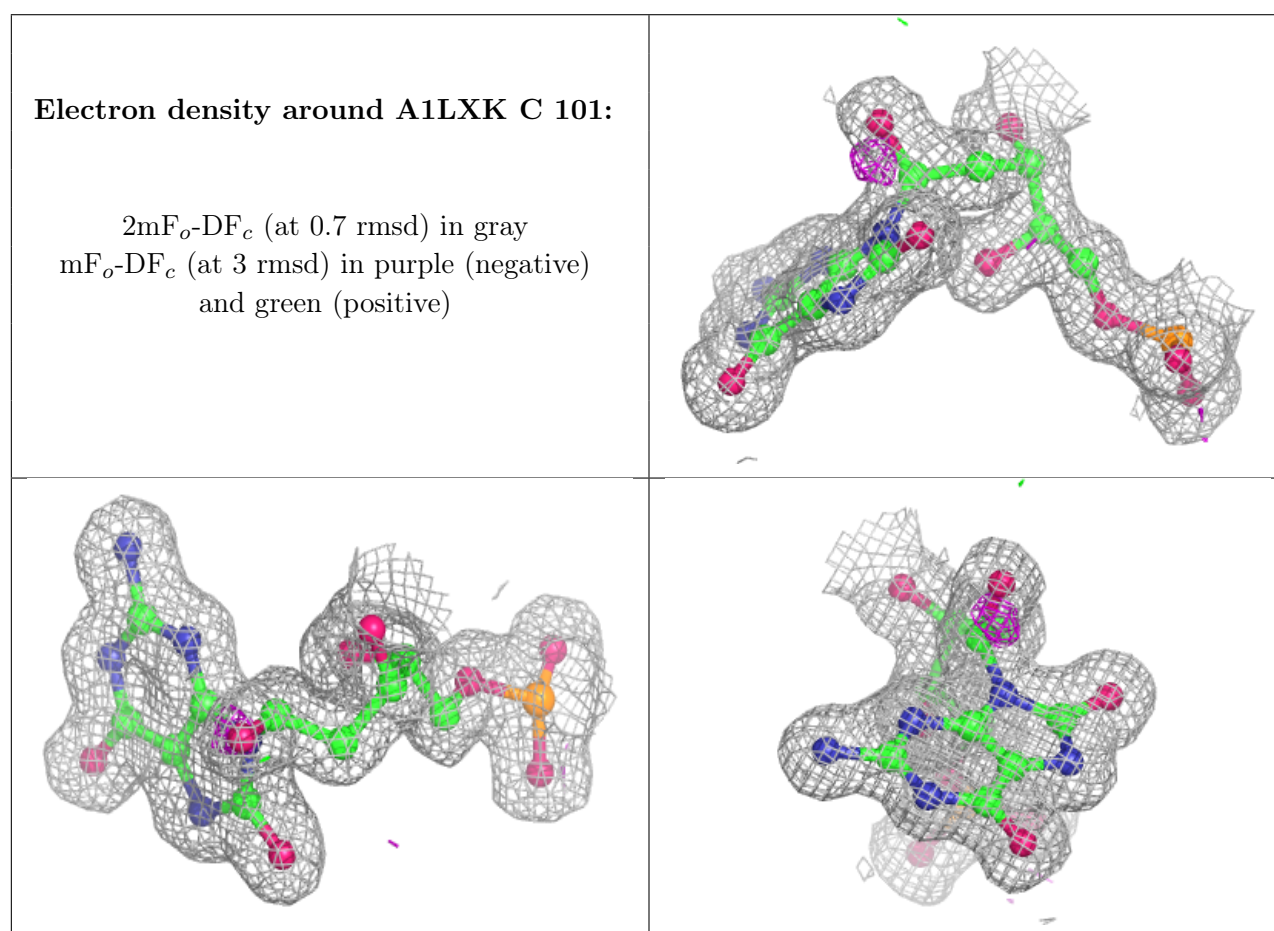 Electron density around A1LXK C 101:
2mFo-DFc (at 0.7 rmsd) in gray
mFo-DFc (at 3 rmsd) in purple (negative)
and green (positive)